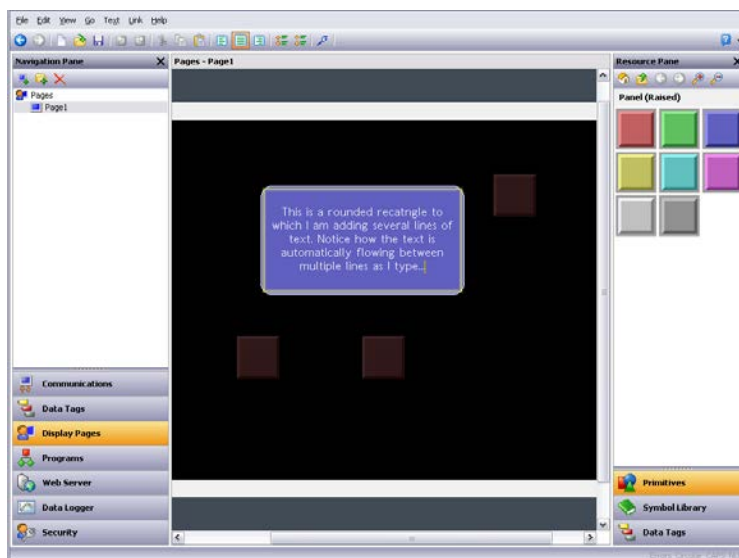 File Edit View Go Text Link Help
Navigation Pane
Pages - Page1
Resource Pane
Pages
Page1
Panel (Raised)
This is a rounded recatngle to
which I am adding several lines of
text. Notice how the text is
automatically flowing between
multiple lines as I type...
Communications
Data Tags
Display Pages
Programs
Web Server
Data Logger
Security
Primitives
Symbol Library
Data Tags